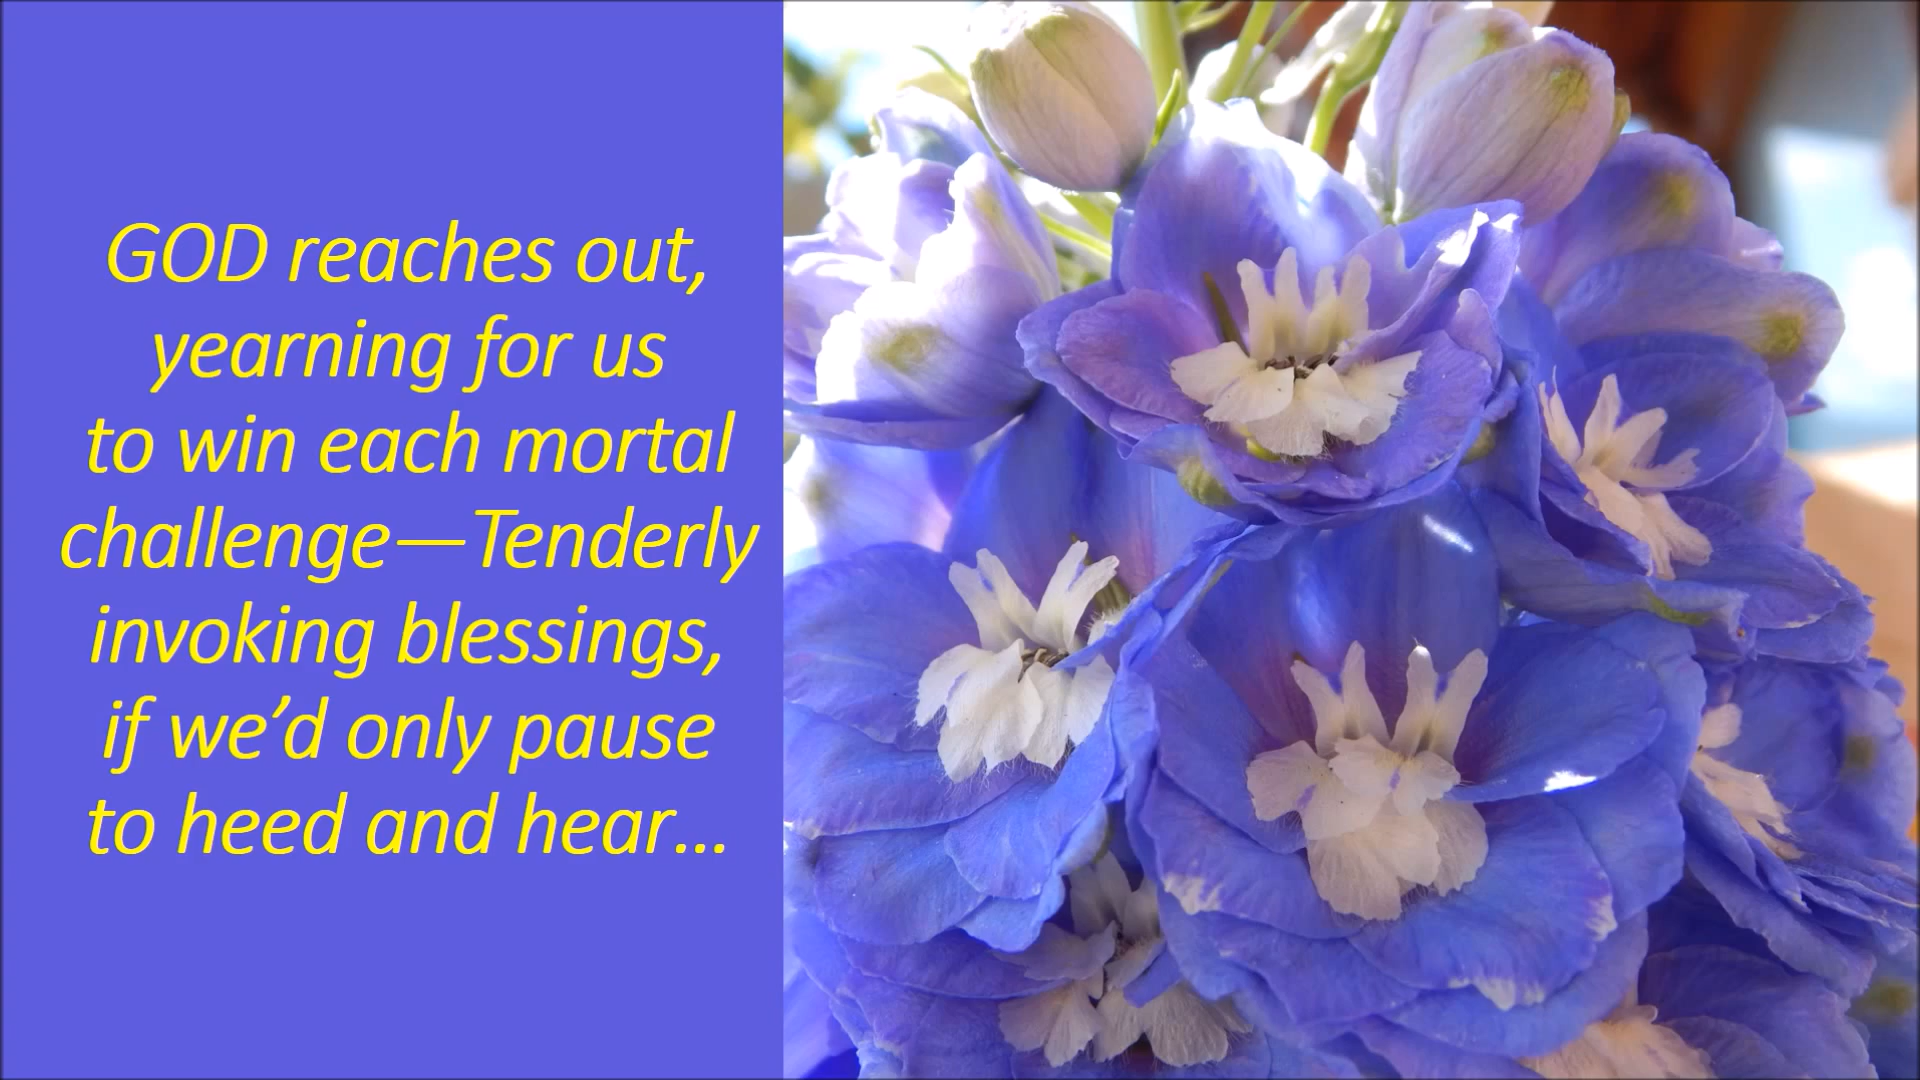 GOD reaches out,
yearning for us
to win each mortal
challenge—Tenderly
invoking blessings,
if we’d only pause
to heed and hear…